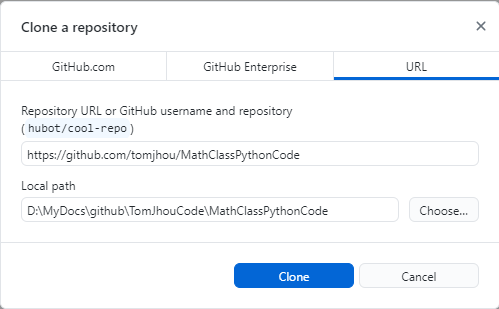 Clone a repository
GitHub.com
GitHub Enterprise
URL
Repository URL or GitHub username and repository
( hubot/cool-repo )
https://github.com/tomjhou/MathClassPythonCode
Local path
D:\MyDocs\github\TomJhouCode\MathClassPythonCode
Choose...
Clone
Cancel